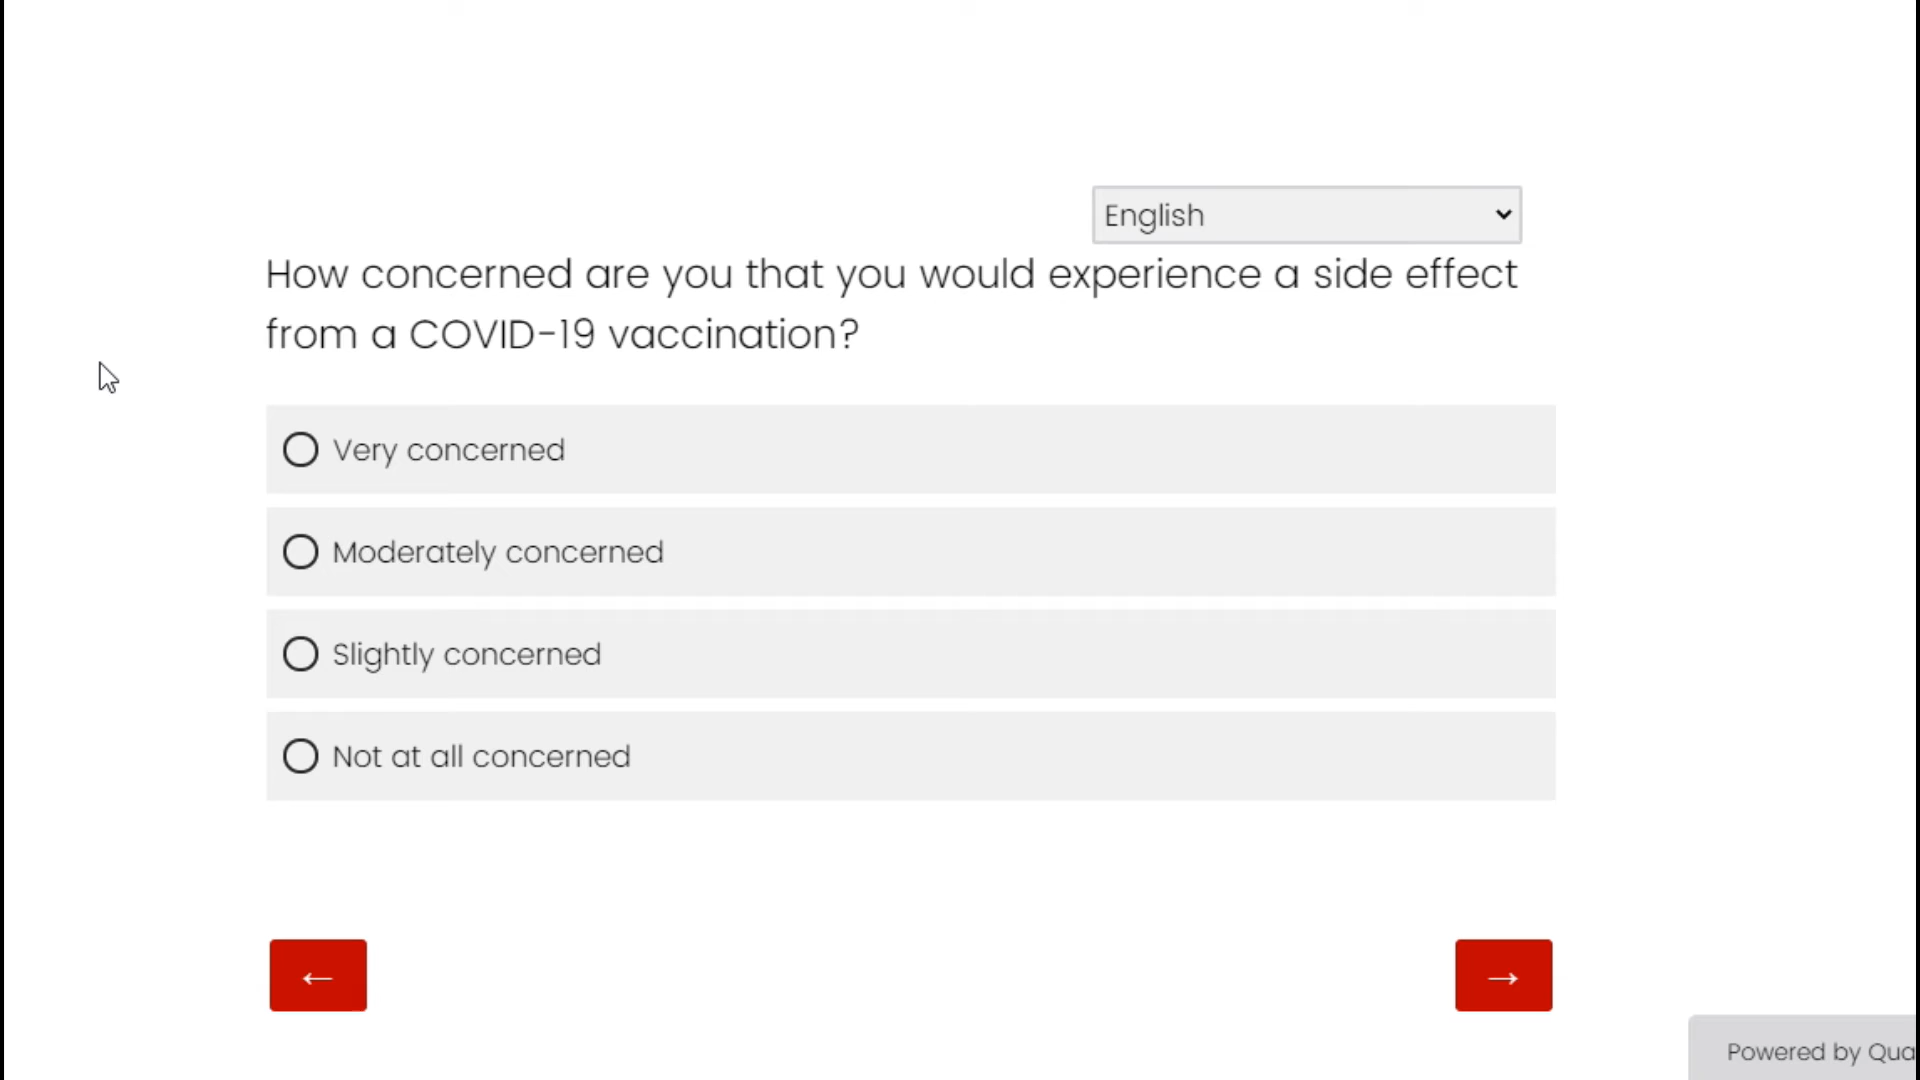 English
How concerned are you that you would experience a side effect
from a COVID-19 vaccination?
Very concerned
Moderately concerned
Slightly concerned
Not at all concerned
← →
Powered by Qua